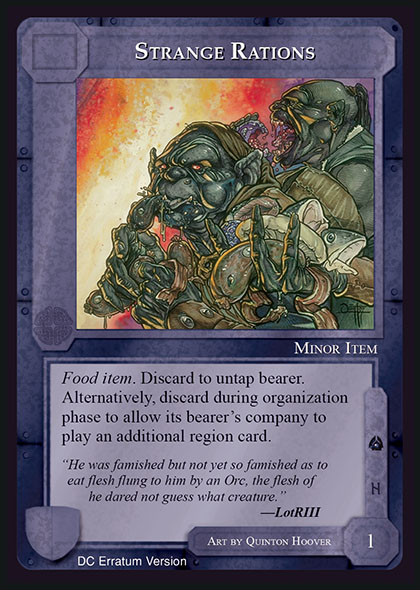 Strange Rations
Minor Item
Food item. Discard to untap bearer.
Alternatively, discard during organization
phase to allow its bearer’s company to
play an additional region card.
“He was famished but not yet so famished as to
eat flesh flung to him by an Orc, the flesh of
he dared not guess what creature.”
—LotRIII
Art by Quinton Hoover
1
DC Erratum Version